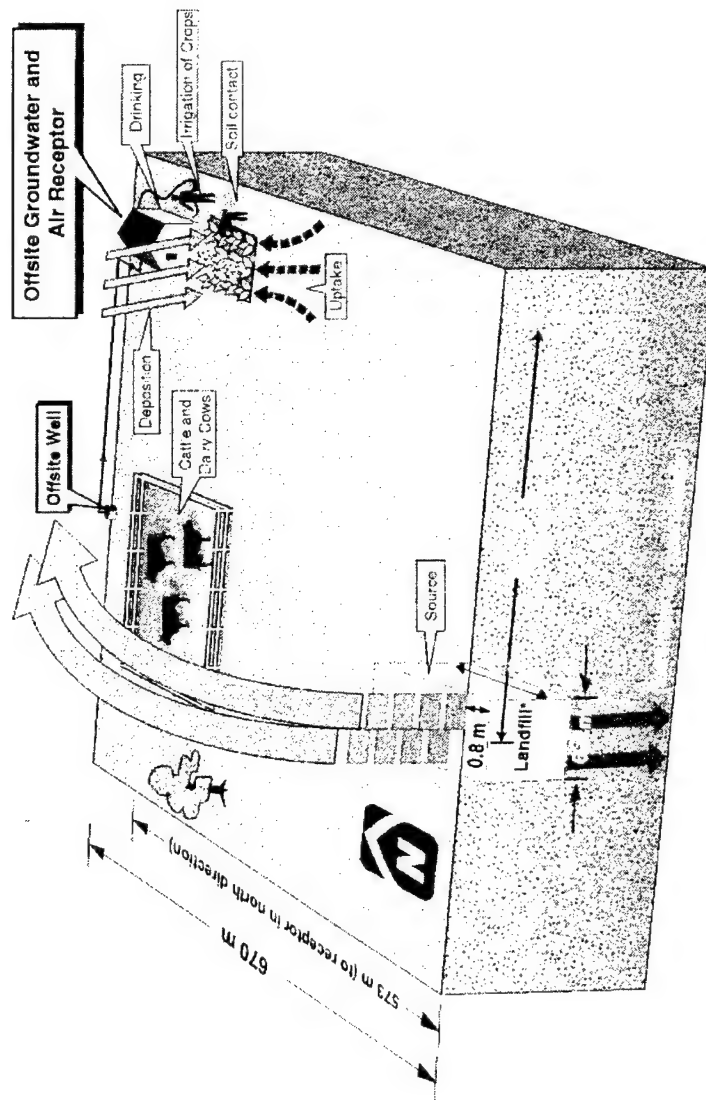 Offsite Groundwater and
Air Receptor
Drinking
Irrigation of Crops
Soil contact
Deposition
Uptake
Offsite Well
Cattle and
Dairy Cows
Source
0.8 m
Landfill*
N
573 m (to receptor in north direction)
670 m